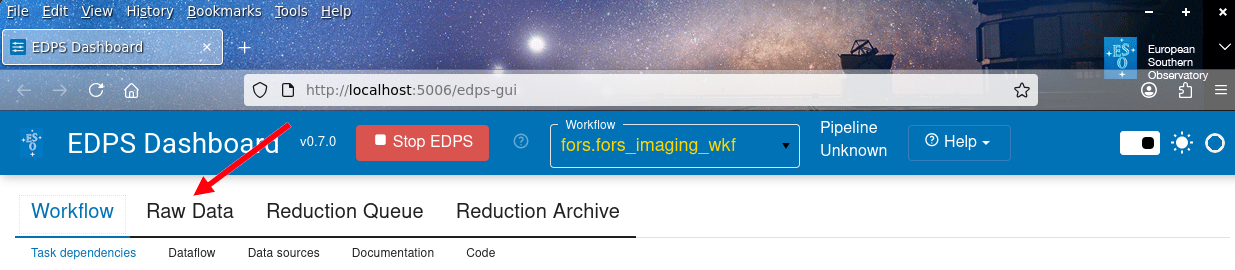 File Edit View History Bookmarks Tools Help
EDPS Dashboard
ESO
European
Southern
Observatory
http://localhost:5006/edps-gui
ESO
EDPS Dashboard v0.7.0 Stop EDPS
Workflow
fors.fors_imaging_wkf
Pipeline
Unknown
Help
Workflow Raw Data Reduction Queue Reduction Archive
Task dependencies Dataflow Data sources Documentation Code